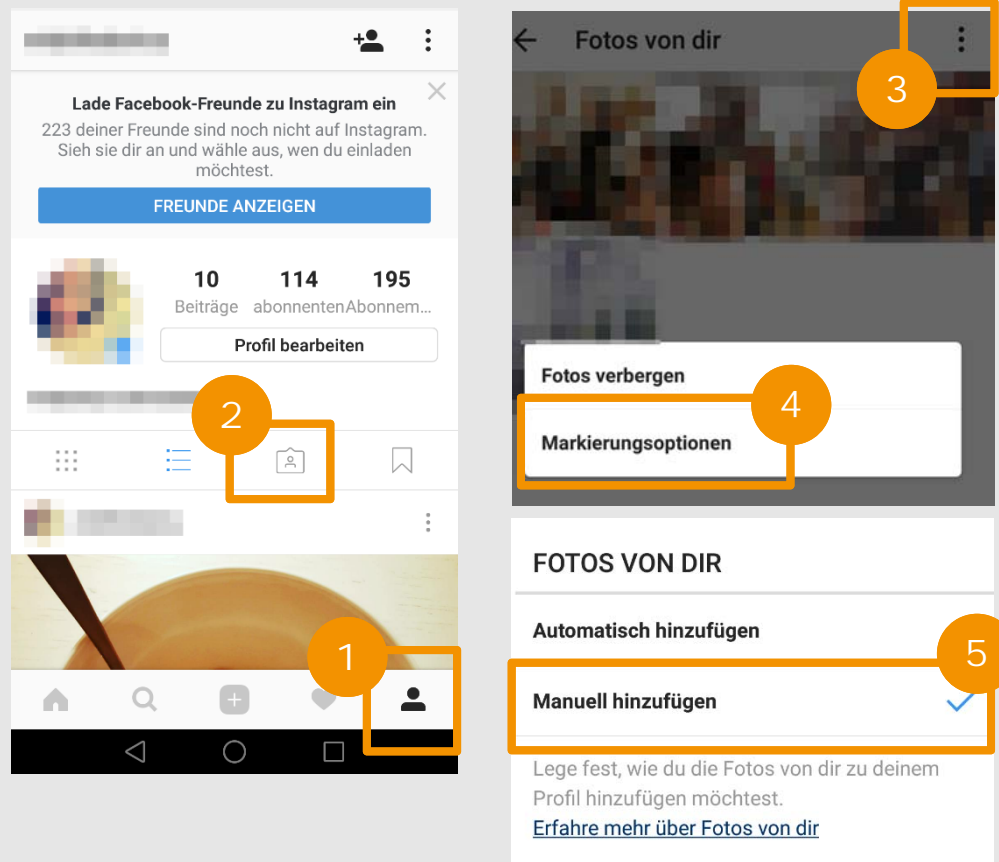 Lade Facebook-Freunde zu Instagram ein
223 deiner Freunde sind noch nicht auf Instagram.
Sieh sie dir an und wähle aus, wen du einladen
möchtest.
FREUNDE ANZEIGEN
10 114 195
Beiträge abonnenten Abonnem...
Profil bearbeiten
2
1
Fotos von dir
3
Fotos verbergen
4
Markierungsoptionen
FOTOS VON DIR
Automatisch hinzufügen
5
Manuell hinzufügen
Lege fest, wie du die Fotos von dir zu deinem
Profil hinzufügen möchtest.
Erfahre mehr über Fotos von dir